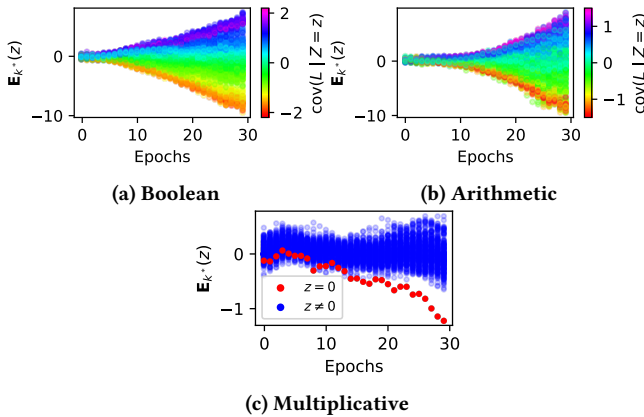 E_{k*}(z)
0
−10
0 10 20 30
Epochs
2
0
−2
cov(L | Z = z)
(a) Boolean
E_{k*}(z)
0
−10
0 10 20 30
Epochs
1
0
−1
cov(L | Z = z)
(b) Arithmetic
E_{k*}(z)
0
−1
z = 0
z ≠ 0
0 10 20 30
Epochs
(c) Multiplicative